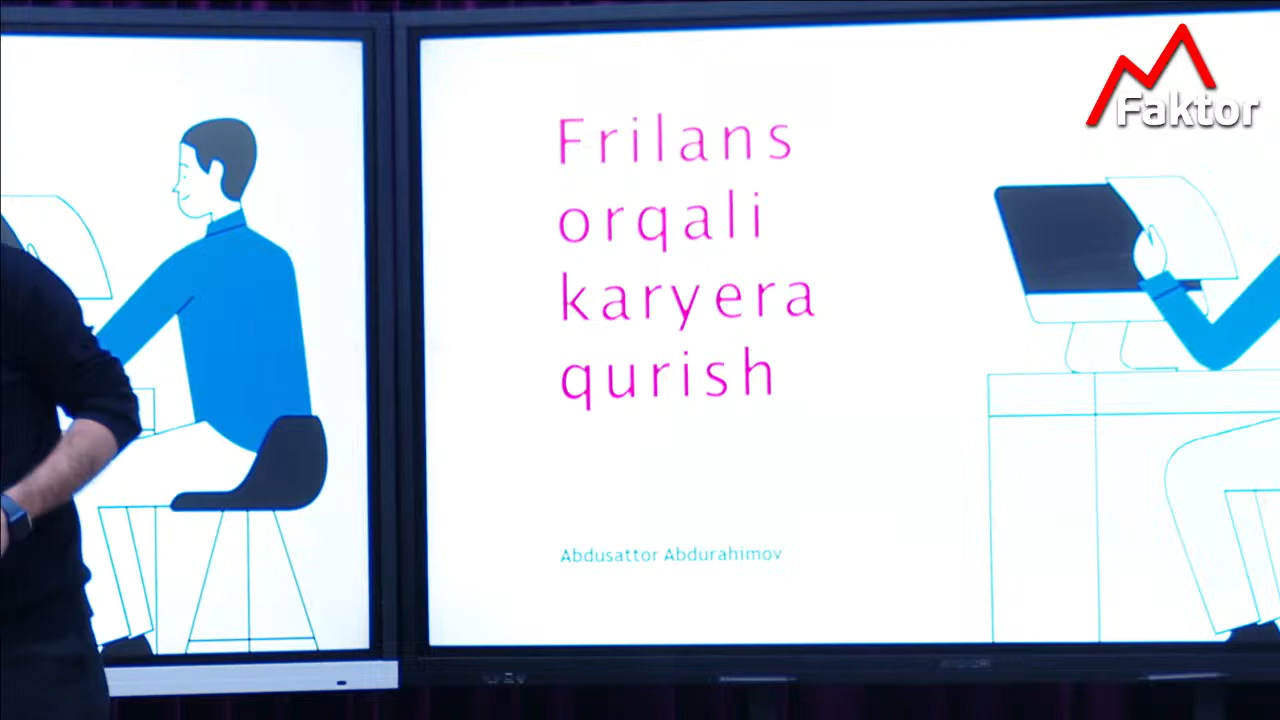 Faktor
Frilans
orqali
karyera
qurish
Abdusattor Abdurahimov